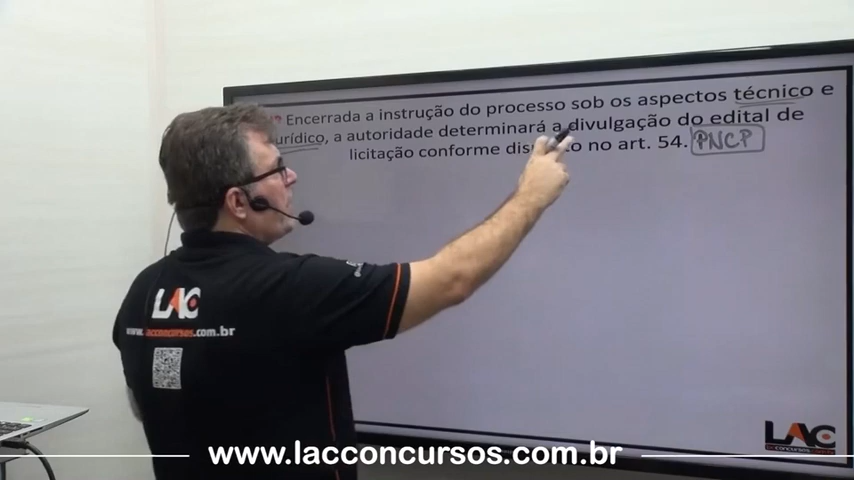 Encerrada a instrução do processo sob os aspectos técnico e
jurídico, a autoridade determinará a divulgação do edital de
licitação conforme no art. 54. PNCP
LAC
www.lacconcursos.com.br
LAC
www.lacconcursos.com.br